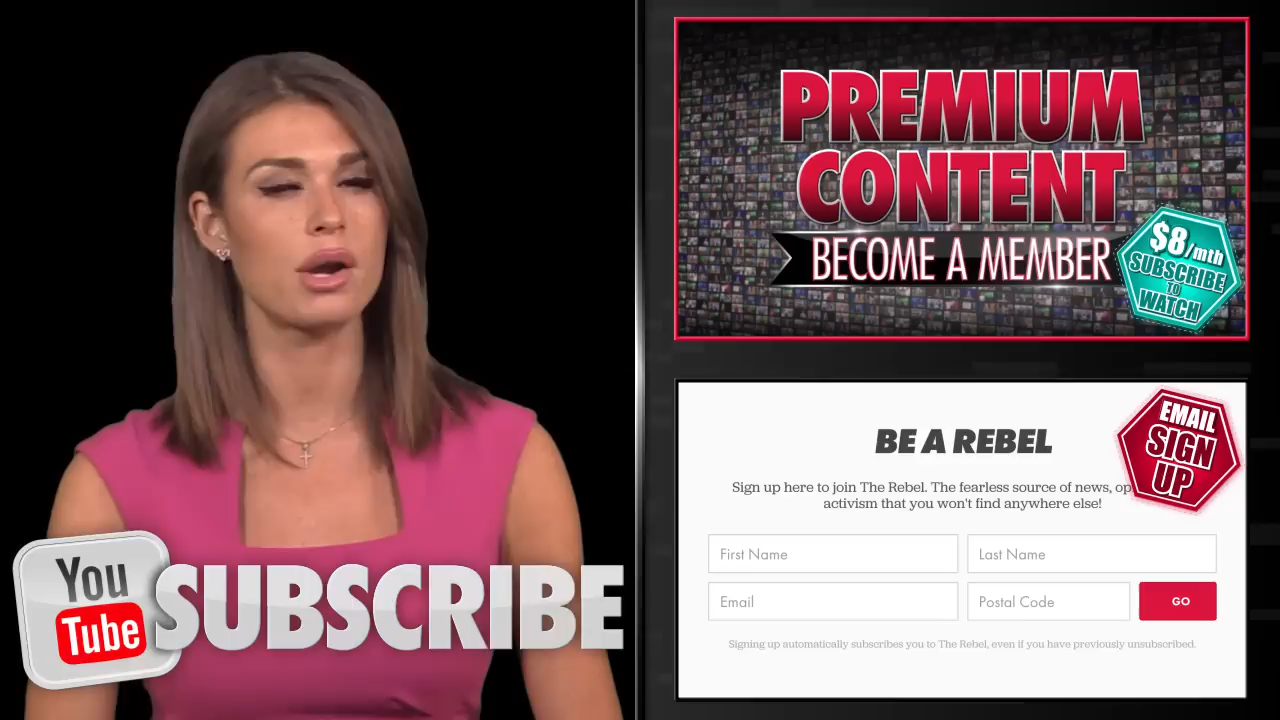 You
Tube
SUBSCRIBE
PREMIUM
CONTENT
BECOME A MEMBER
$8/mth
SUBSCRIBE
TO
WATCH
EMAIL
SIGN
UP
BE A REBEL
Sign up here to join The Rebel. The fearless source of news, op
activism that you won't find anywhere else!
First Name
Last Name
Email
Postal Code
GO
Signing up automatically subscribes you to The Rebel, even if you have previously unsubscribed.